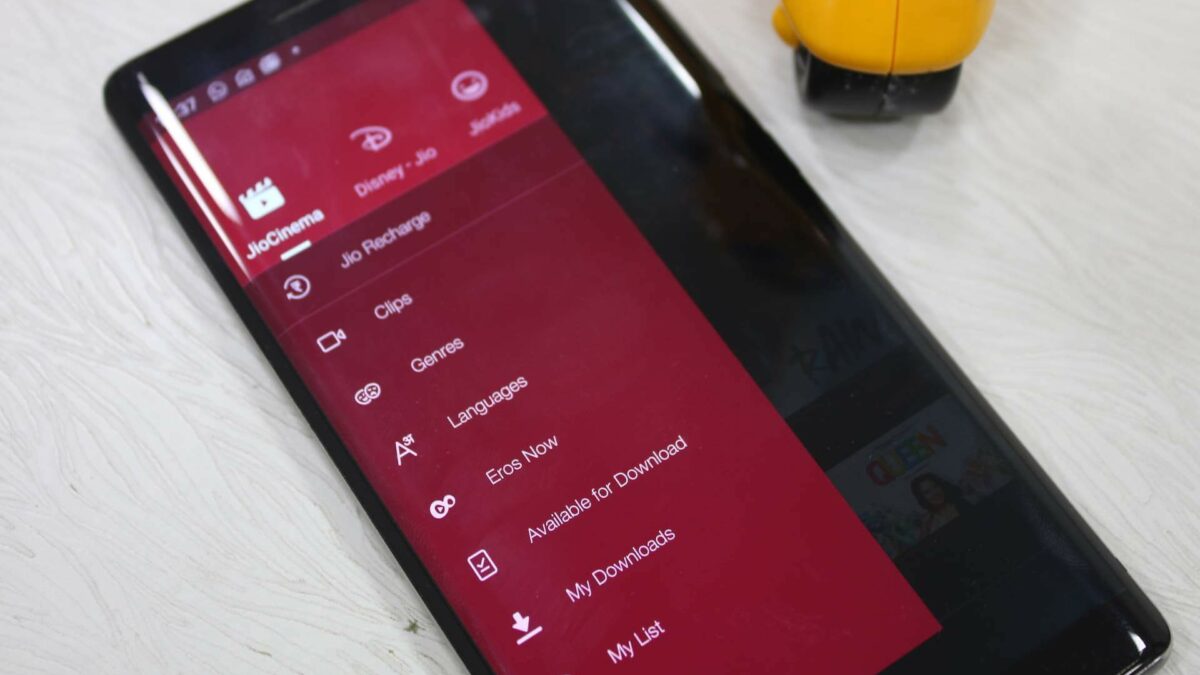 37
JioCinema
Disney - Jio
JioKids
Jio Recharge
Clips
Genres
Languages
Eros Now
Available for Download
My Downloads
My List
QUEEN